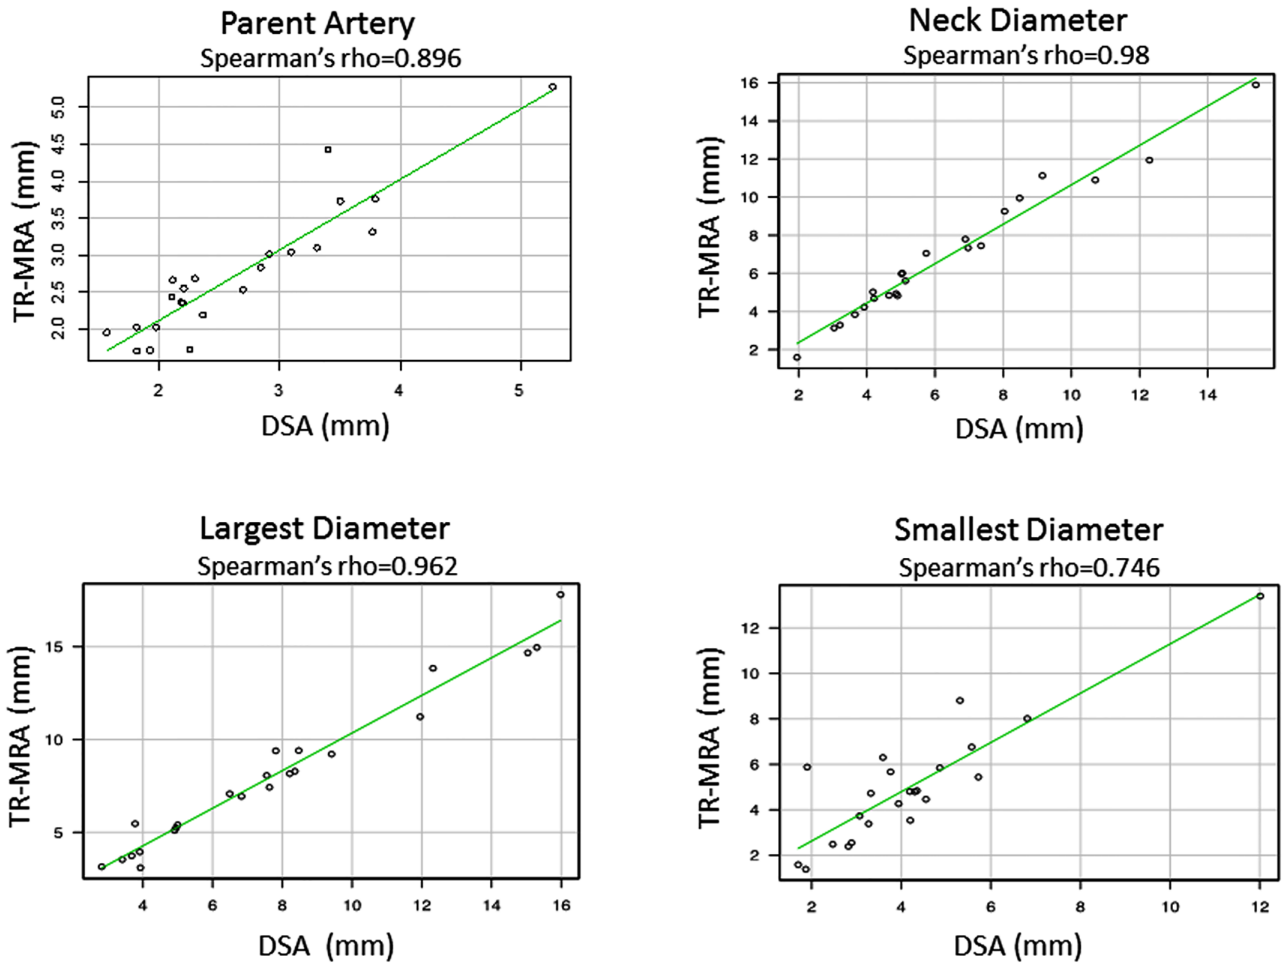 Parent Artery
Spearman's rho=0.896
TR-MRA (mm)
5.0
4.5
4.0
3.5
3.0
2.5
2.0
2 3 4 5
DSA (mm)
Neck Diameter
Spearman's rho=0.98
TR-MRA (mm)
16
14
12
10
8
6
4
2
2 4 6 8 10 12 14
DSA (mm)
Largest Diameter
Spearman's rho=0.962
TR-MRA (mm)
15
10
5
4 6 8 10 12 14 16
DSA (mm)
Smallest Diameter
Spearman's rho=0.746
TR-MRA (mm)
12
10
8
6
4
2
2 4 6 8 10 12
DSA (mm)